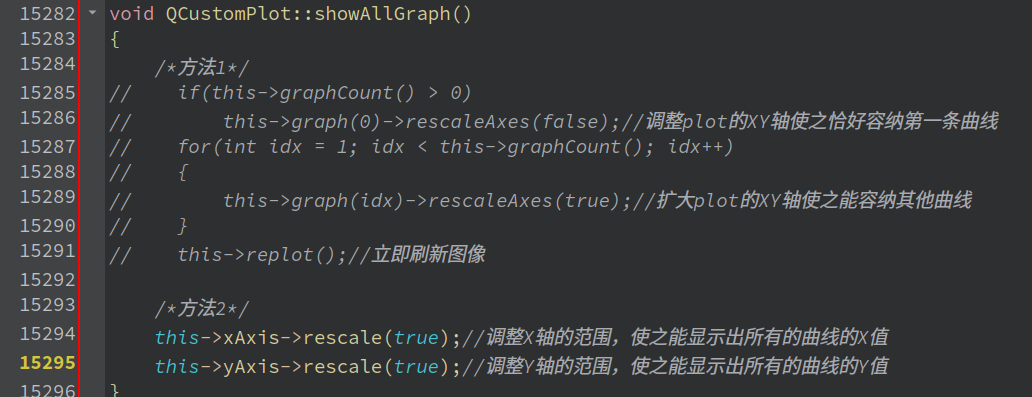 15282 void QCustomPlot::showAllGraph()
15283 {
15284     /*方法1*/
15285 //    if(this->graphCount() > 0)
15286 //        this->graph(0)->rescaleAxes(false);//调整plot的XY轴使之恰好容纳第一条曲线
15287 //    for(int idx = 1; idx < this->graphCount(); idx++)
15288 //    {
15289 //        this->graph(idx)->rescaleAxes(true);//扩大plot的XY轴使之能容纳其他曲线
15290 //    }
15291 //    this->replot();//立即刷新图像
15292
15293     /*方法2*/
15294     this->xAxis->rescale(true);//调整X轴的范围，使之能显示出所有的曲线的X值
15295     this->yAxis->rescale(true);//调整Y轴的范围，使之能显示出所有的曲线的Y值
15296 }